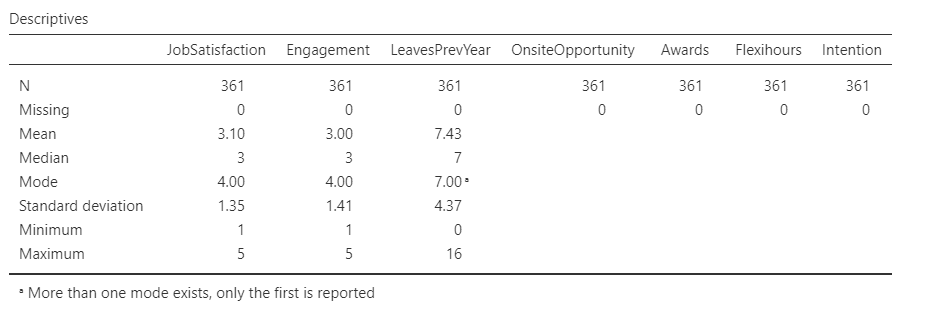 Descriptives
JobSatisfaction Engagement LeavesPrevYear OnsiteOpportunity Awards Flexihours Intention
N 361 361 361 361 361 361 361
Missing 0 0 0 0 0 0 0
Mean 3.10 3.00 7.43
Median 3 3 7
Mode 4.00 4.00 7.00 ᵃ
Standard deviation 1.35 1.41 4.37
Minimum 1 1 0
Maximum 5 5 16
ᵃ More than one mode exists, only the first is reported